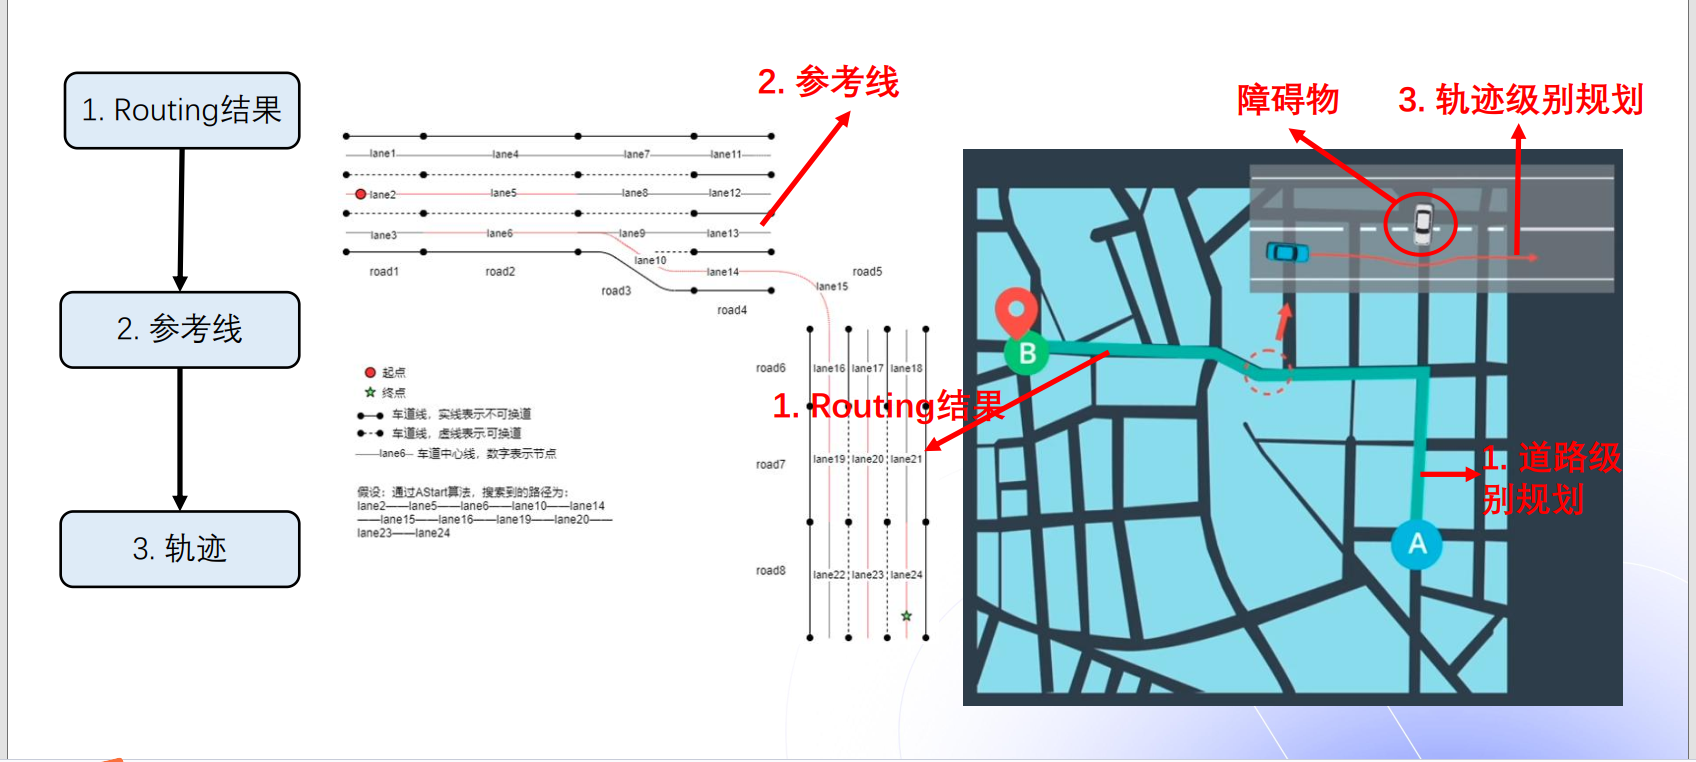 1. Routing结果
2. 参考线
3. 轨迹
2. 参考线
lane1
lane4
lane7
lane11
lane2
lane5
lane8
lane12
lane3
lane6
lane9
lane13
lane10
lane14
lane15
road1
road2
road3
road4
road5
road6
lane16
lane17
lane18
1. Routing结果
road7
lane19
lane20
lane21
road8
lane22
lane23
lane24
起点
终点
车道线，实线表示不可换道
车道线，虚线表示可换道
lane6
车道中心线，数字表示节点
假设：通过AStart算法，搜索到的路径为：
lane2——lane5——lane6——lane10——lane14
——lane15——lane16——lane19——lane20——
lane23——lane24
障碍物
3. 轨迹级别规划
B
1. 道路级
别规划
A